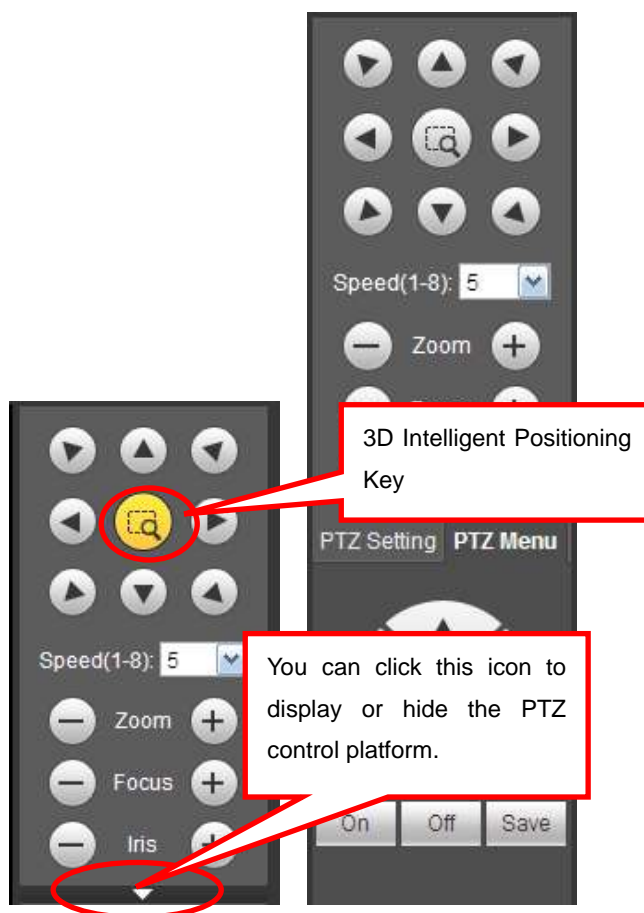 Speed(1-8): 5
Zoom
3D Intelligent Positioning
Key
PTZ Setting PTZ Menu
Speed(1-8): 5
Zoom
Focus
Iris
You can click this icon to
display or hide the PTZ
control platform.
On Off Save